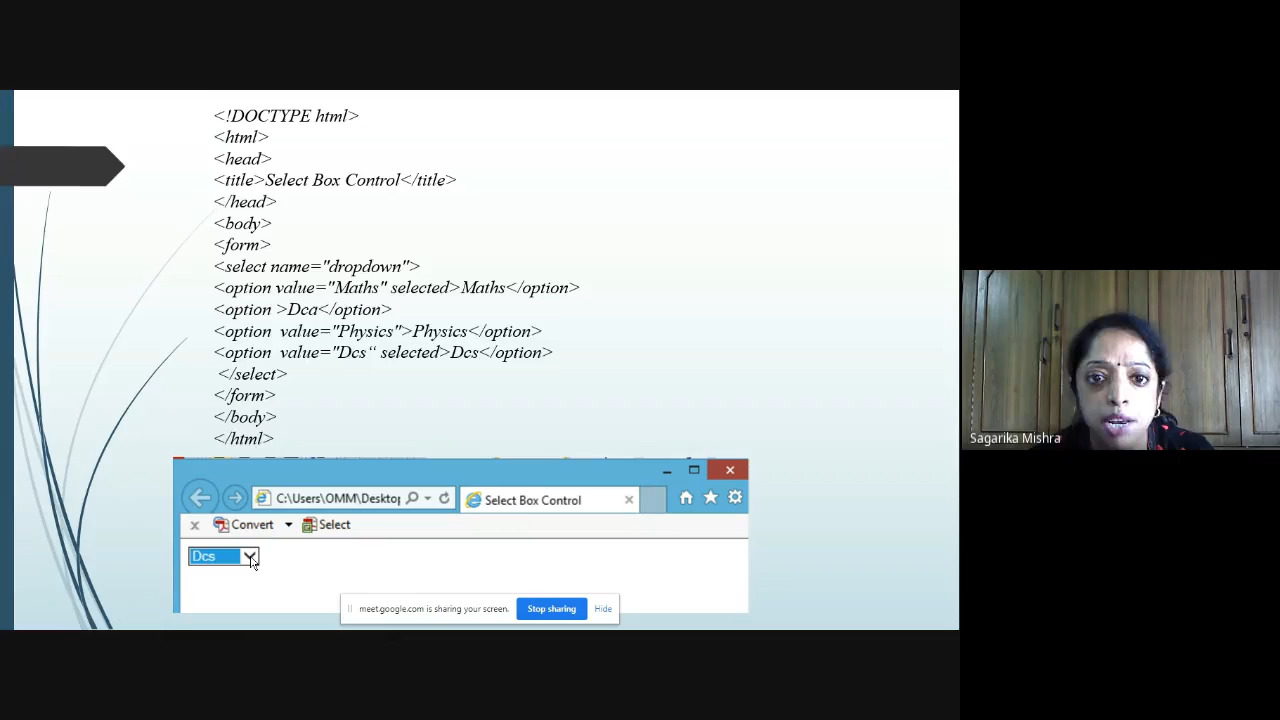 <!DOCTYPE html>
<html>
<head>
<title>Select Box Control</title>
</head>
<body>
<form>
<select name="dropdown">
<option value="Maths" selected>Maths</option>
<option >Dca</option>
<option  value="Physics">Physics</option>
<option  value="Dcs“ selected>Dcs</option>
</select>
</form>
</body>
</html>
C:\Users\OMM\Desktop
Select Box Control
x Convert Select
Dcs
meet.google.com is sharing your screen. Stop sharing Hide
Sagarika Mishra